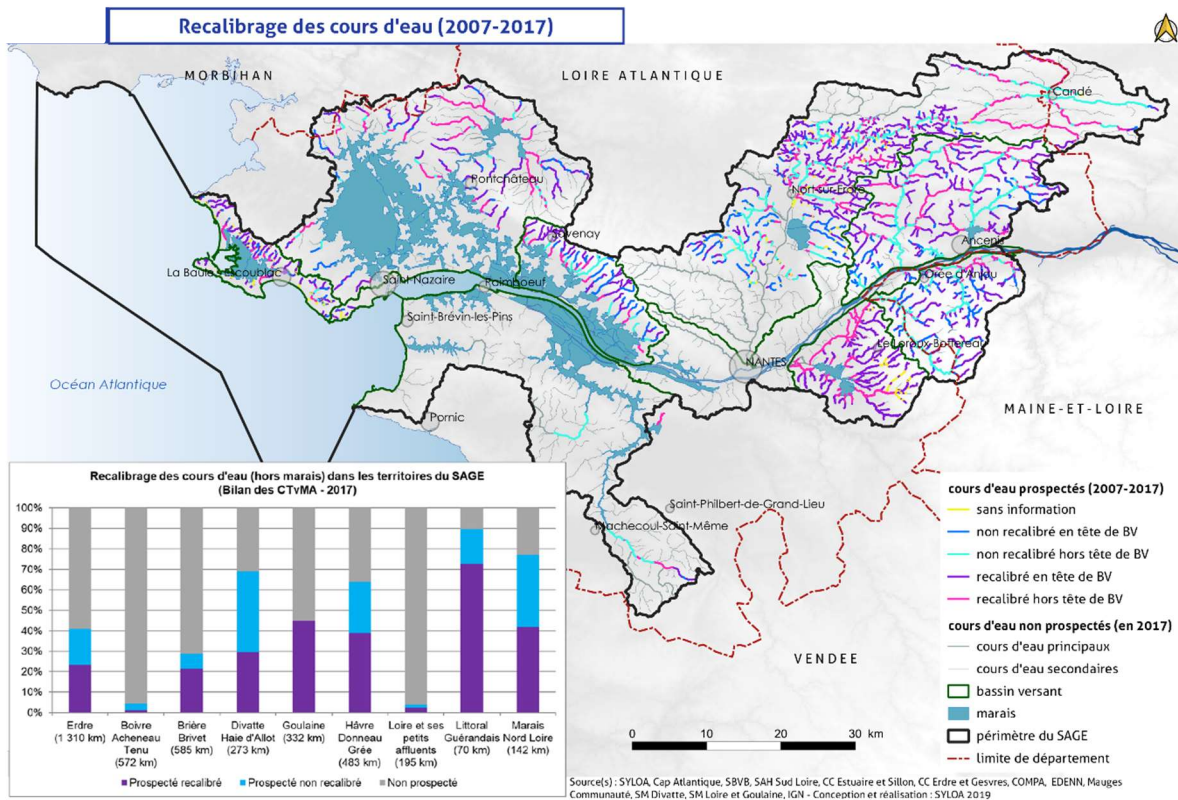 Recalibrage des cours d'eau (2007-2017)
MORBIHAN
LOIRE ATLANTIQUE
Candé
Pontchâteau
Nort-sur-Erdre
Savenay
Ancenis
La Baule-Escoublac
Saint-Nazaire
Paimboeuf
Orée d'Anjou
Saint-Brévin-les-Pins
Le Loroux-Bottereau
NANTES
Océan Atlantique
Pornic
MAINE-ET-LOIRE
Saint-Philbert-de-Grand-Lieu
Machecoul-Saint-Même
VENDEE
Recalibrage des cours d'eau (hors marais) dans les territoires du SAGE
(Bilan des CTvMA - 2017)
100%
90%
80%
70%
60%
50%
40%
30%
20%
10%
0%
Erdre
(1 310 km)
Boivre
Acheneau
Tenu
(572 km)
Brière
Brivet
(585 km)
Divatte
Haie d'Allot
(273 km)
Goulaine
(332 km)
Hâvre
Donneau
Grée
(483 km)
Loire et ses
petits
affluents
(195 km)
Littoral
Guérandais
(70 km)
Marais
Nord Loire
(142 km)
Prospecté recalibré
Prospecté non recalibré
Non prospecté
cours d'eau prospectés (2007-2017)
sans information
non recalibré en tête de BV
non recalibré hors tête de BV
recalibré en tête de BV
recalibré hors tête de BV
cours d'eau non prospectés (en 2017)
cours d'eau principaux
cours d'eau secondaires
bassin versant
marais
périmètre du SAGE
limite de département
0 10 20 30 km
Source(s) : SYLOA, Cap Atlantique, SBVB, SAH Sud Loire, CC Estuaire et Sillon, CC Erdre et Gesvres, COMPA, EDENN, Mauges
Communauté, SM Divatte, SM Loire et Goulaine, IGN - Conception et réalisation : SYLOA 2019